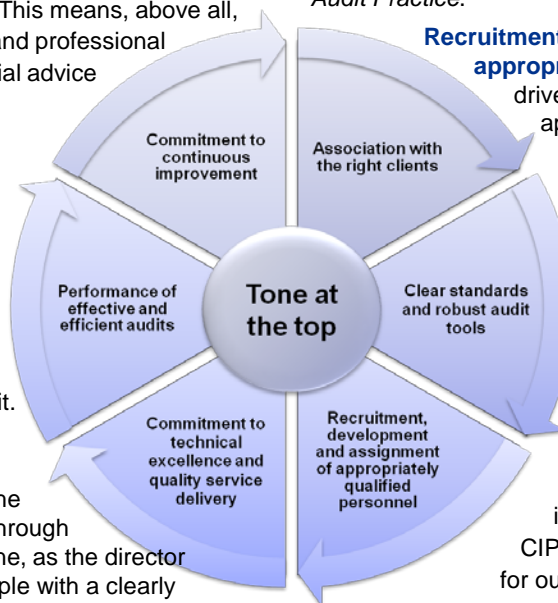 This means, above all,
and professional
ial advice
it.
ne
hrough
ne, as the director
ple with a clearly
Audit Practice.
Recruitment
appropr
drive
ap
i
CIP
for ou
Commitment to
continuous
improvement
Association with
the right clients
Clear standards
and robust audit
tools
Recruitment,
development
and assignment
of appropriately
qualified
personnel
Commitment to
technical
excellence and
quality service
delivery
Performance of
effective and
efficient audits
Tone at
the top